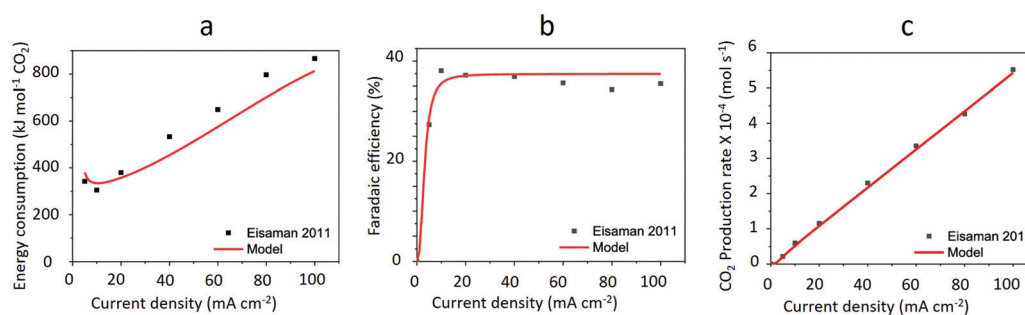 a
Energy consumption (kJ mol⁻¹ CO₂)
800
600
400
200
0
20
40
60
80
100
Eisaman 2011
Model
Current density (mA cm⁻²)
b
Faradaic efficiency (%)
40
20
0
0
20
40
60
80
100
Eisaman 2011
Model
Current density (mA cm⁻²)
c
CO₂ Production rate X 10⁻⁴ (mol s⁻¹)
6
5
4
3
2
1
0
0
20
40
60
80
100
Eisaman 201
Model
Current density (mA cm⁻²)